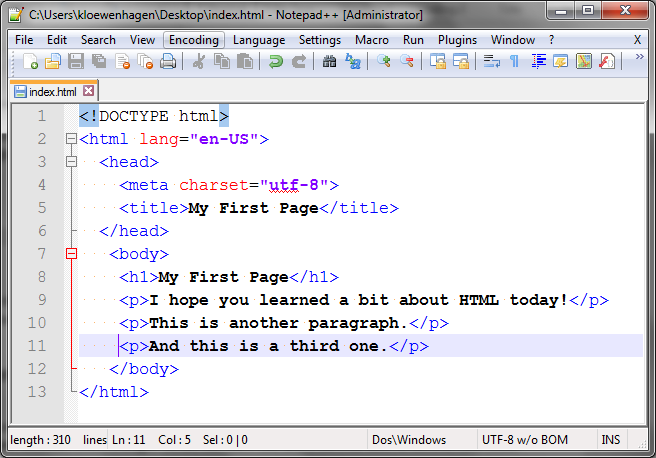 C:\Users\kloewenhagen\Desktop\index.html - Notepad++ [Administrator]
File Edit Search View Encoding Language Settings Macro Run Plugins Window ? X
index.html
1 <!DOCTYPE html>
2 <html lang="en-US">
3 <head>
4 <meta charset="utf-8">
5 <title>My First Page</title>
6 </head>
7 <body>
8 <h1>My First Page</h1>
9 <p>I hope you learned a bit about HTML today!</p>
10 <p>This is another paragraph.</p>
11 <p>And this is a third one.</p>
12 </body>
13 </html>
length : 310 lines Ln : 11 Col : 5 Sel : 0 | 0 Dos\Windows UTF-8 w/o BOM INS